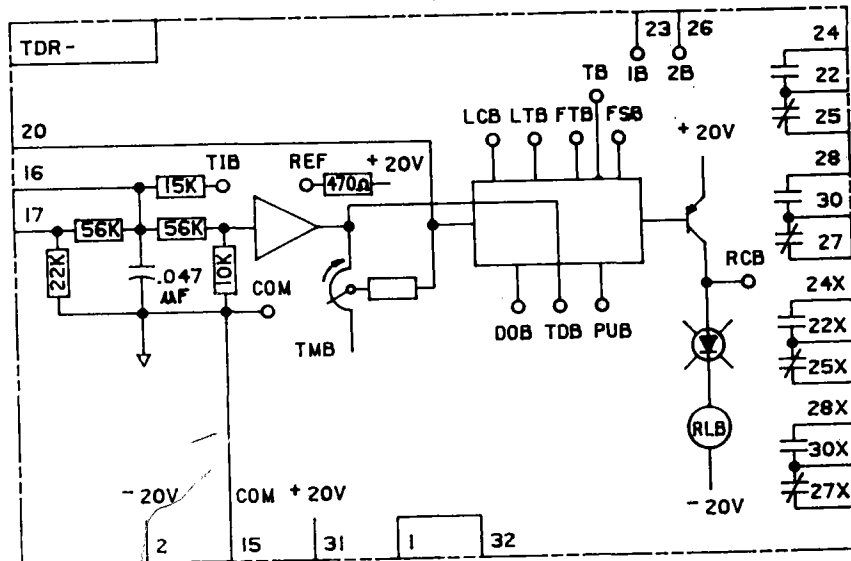 TDR-
23 26
24
TB
1B 2B
22
LCB LTB FTB FSB
+20V
25
20
TIB
REF
+20V
28
16
15K
470Ω
30
17
56K
56K
27
22K
.047
µF
10K
COM
RCB
24X
TMB
DOB TDB PUB
22X
25X
28X
RLB
30X
-20V
COM
+20V
-20V
27X
2
15
31
1
32